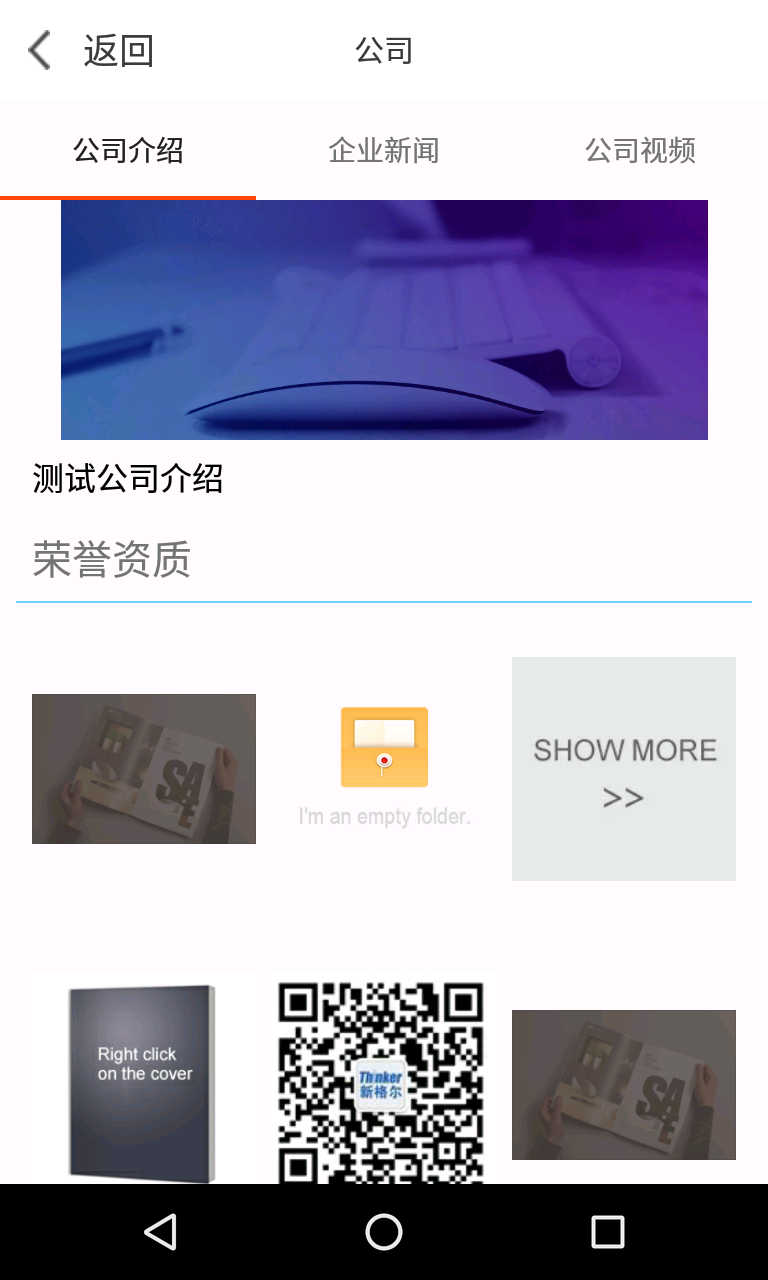 返回
公司
公司介绍
企业新闻
公司视频
测试公司介绍
荣誉资质
SALE
I'm an empty folder.
SHOW MORE
>>
Right click
on the cover
Thinker
新格尔
SALE